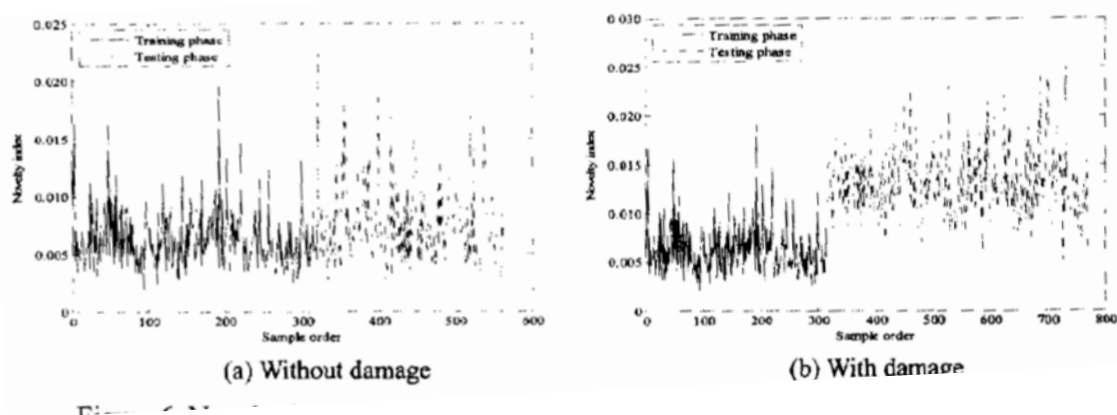 0.025
Training phase
Testing phase
0.020
0.015
0.010
0.005
0
Novelty index
0 100 200 300 400 500 600
Sample order
(a) Without damage
0.030
Training phase
Testing phase
0.025
0.020
0.015
0.010
0.005
0
Novelty index
0 100 200 300 400 500 600 700 800
Sample order
(b) With damage